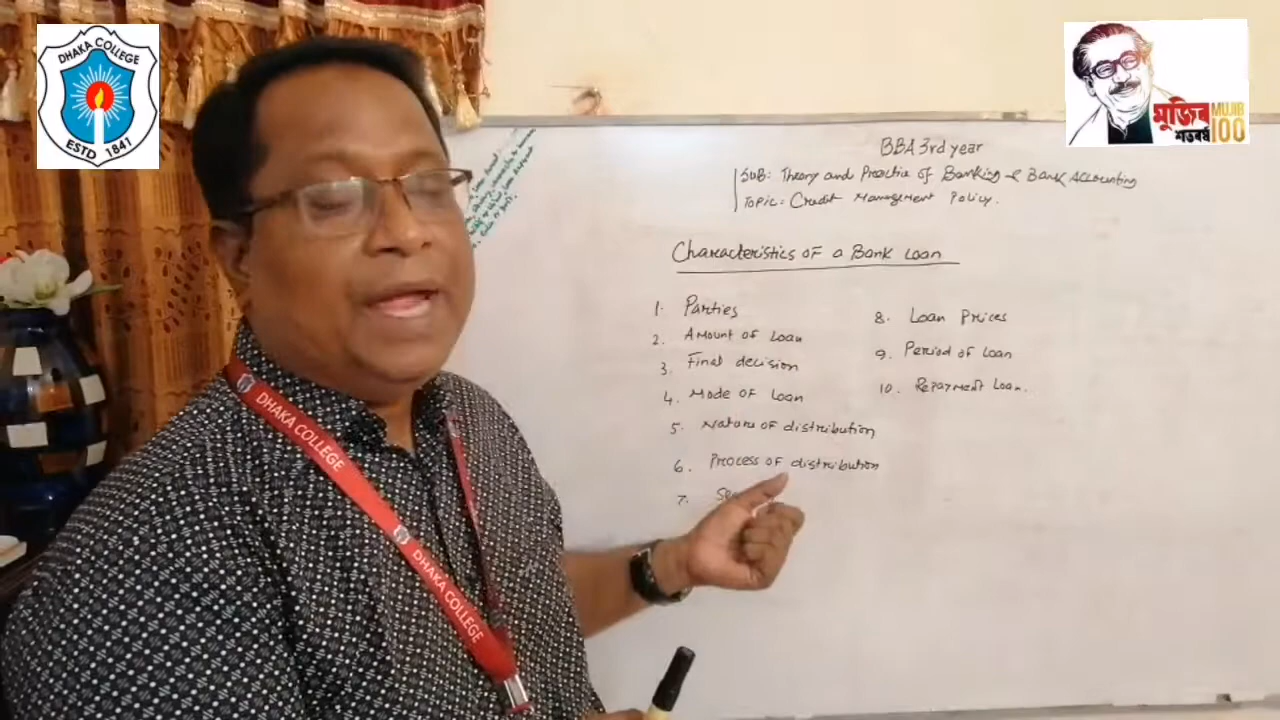 DHAKA COLLEGE
ESTD 1841
মুজিব
শতবর্ষ
MUJIB
100
BBA 3rd year
SUB: Theory and Practice of Banking & Bank Accounting
Topic: Credit Management Policy.
Characteristics of a Bank Loan
1. Parties
2. Amount of Loan
3. Final decision
4. Mode of Loan
5. Nature of distribution
6. Process of distribution
7.
8. Loan Prices
9. Period of Loan
10. Repayment Loan.
DHAKA COLLEGE
DHAKA COLLEGE